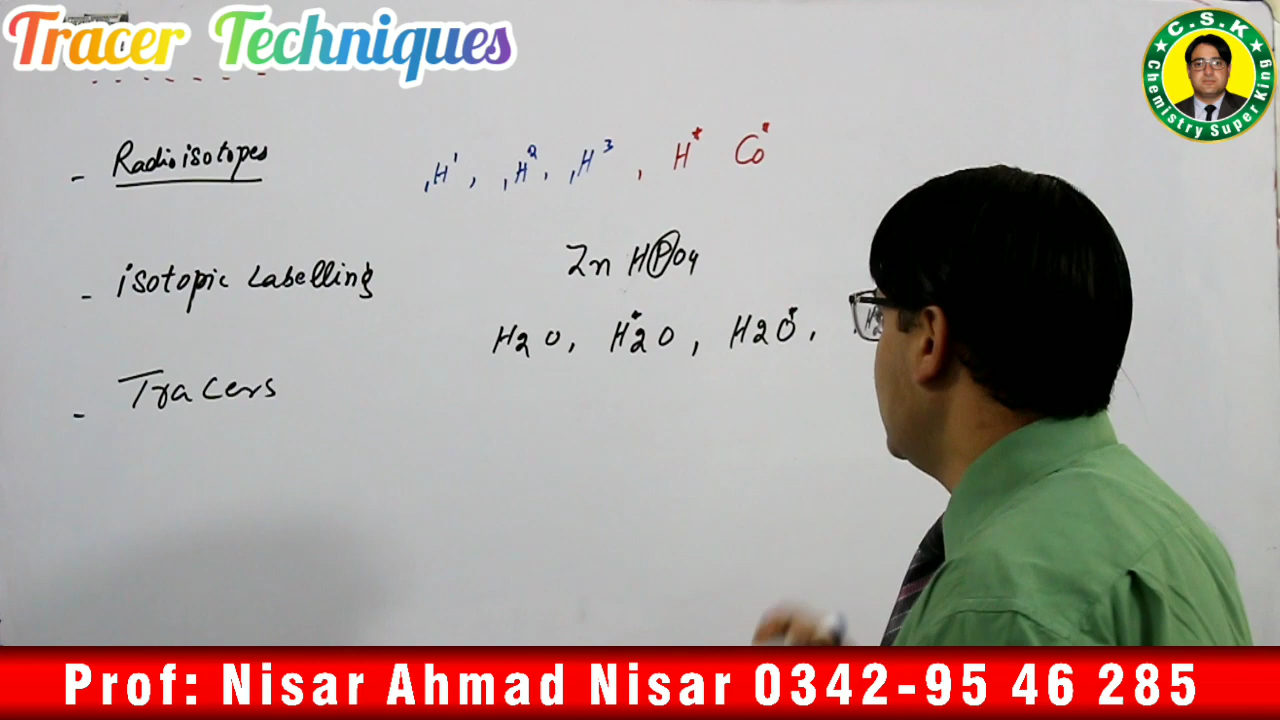 Tracer Techniques
C.S.K
Chemistry Super King
- Radioisotopes ₁H¹, ₁H², ₁H³, H* Co*
- isotopic Labelling Zn HPO4
H2O, H*2O, H2O*,
- Tracers
Prof: Nisar Ahmad Nisar 0342-95 46 285